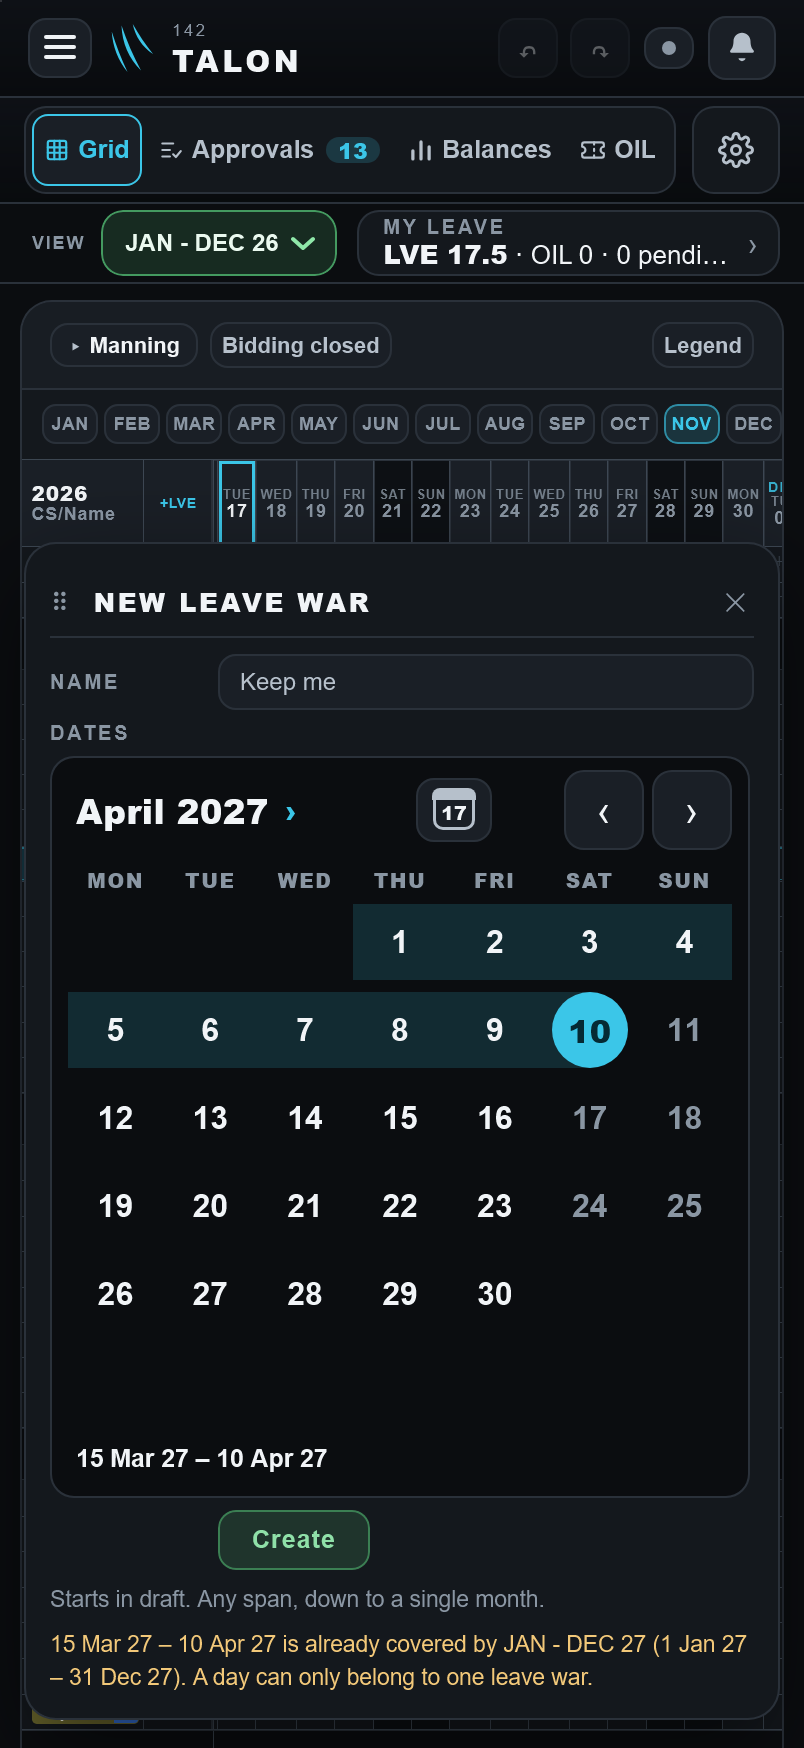 142
TALON
Grid
Approvals 13
Balances
OIL
VIEW
JAN - DEC 26
MY LEAVE
LVE 17.5 · OIL 0 · 0 pendi…
Manning
Bidding closed
Legend
JAN FEB MAR APR MAY JUN JUL AUG SEP OCT NOV DEC
2026
CS/Name
+LVE
TUE WED THU FRI SAT SUN MON TUE WED THU FRI SAT SUN MON
17 18 19 20 21 22 23 24 25 26 27 28 29 30
NEW LEAVE WAR
NAME
Keep me
DATES
April 2027 ›
17
‹ ›
MON TUE WED THU FRI SAT SUN
1 2 3 4
5 6 7 8 9 10 11
12 13 14 15 16 17 18
19 20 21 22 23 24 25
26 27 28 29 30
15 Mar 27 – 10 Apr 27
Create
Starts in draft. Any span, down to a single month.
15 Mar 27 – 10 Apr 27 is already covered by JAN - DEC 27 (1 Jan 27
– 31 Dec 27). A day can only belong to one leave war.